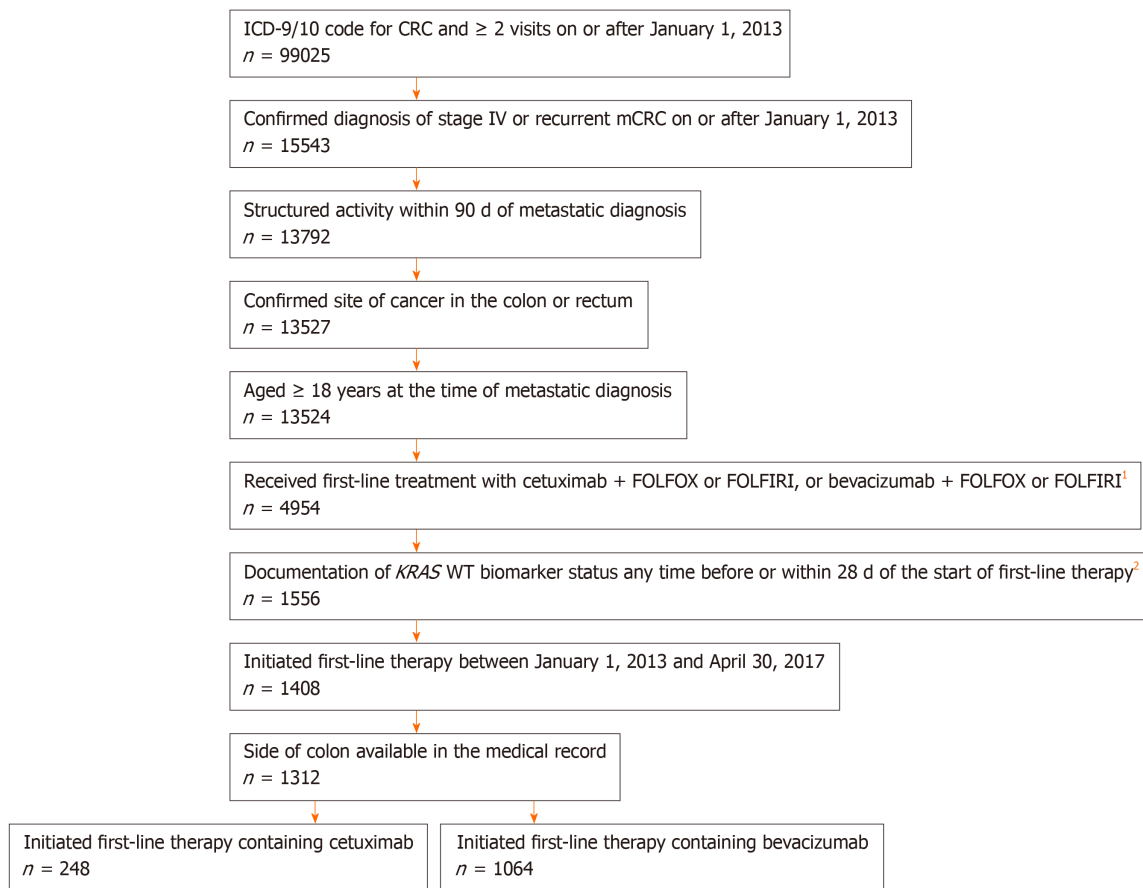 ICD-9/10 code for CRC and ≥ 2 visits on or after January 1, 2013
n = 99025
Confirmed diagnosis of stage IV or recurrent mCRC on or after January 1, 2013
n = 15543
Structured activity within 90 d of metastatic diagnosis
n = 13792
Confirmed site of cancer in the colon or rectum
n = 13527
Aged ≥ 18 years at the time of metastatic diagnosis
n = 13524
Received first-line treatment with cetuximab + FOLFOX or FOLFIRI, or bevacizumab + FOLFOX or FOLFIRI¹
n = 4954
Documentation of KRAS WT biomarker status any time before or within 28 d of the start of first-line therapy²
n = 1556
Initiated first-line therapy between January 1, 2013 and April 30, 2017
n = 1408
Side of colon available in the medical record
n = 1312
Initiated first-line therapy containing cetuximab
n = 248
Initiated first-line therapy containing bevacizumab
n = 1064